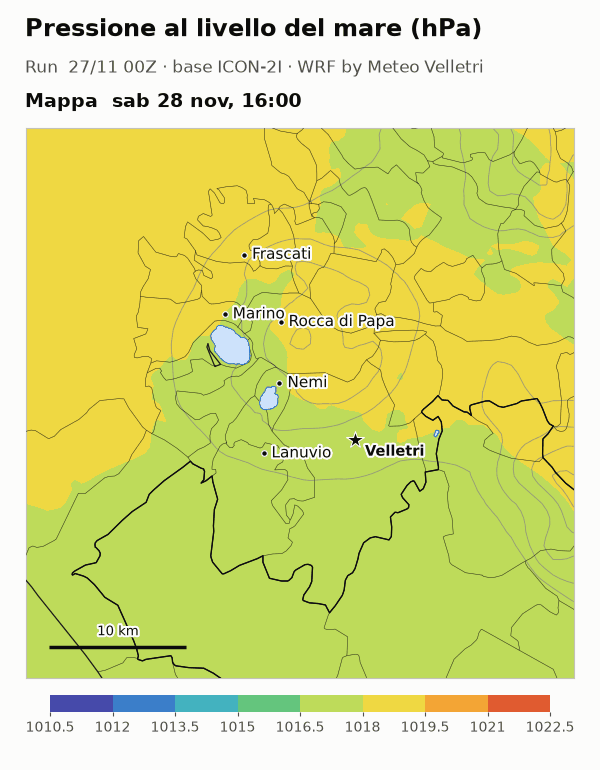 Pressione al livello del mare (hPa)
Run  27/11 00Z · base ICON-2I · WRF by Meteo Velletri
Mappa  sab 28 nov, 16:00
Frascati
Marino
Rocca di Papa
Nemi
Velletri
Lanuvio
10 km
1010.5 1012 1013.5 1015 1016.5 1018 1019.5 1021 1022.5